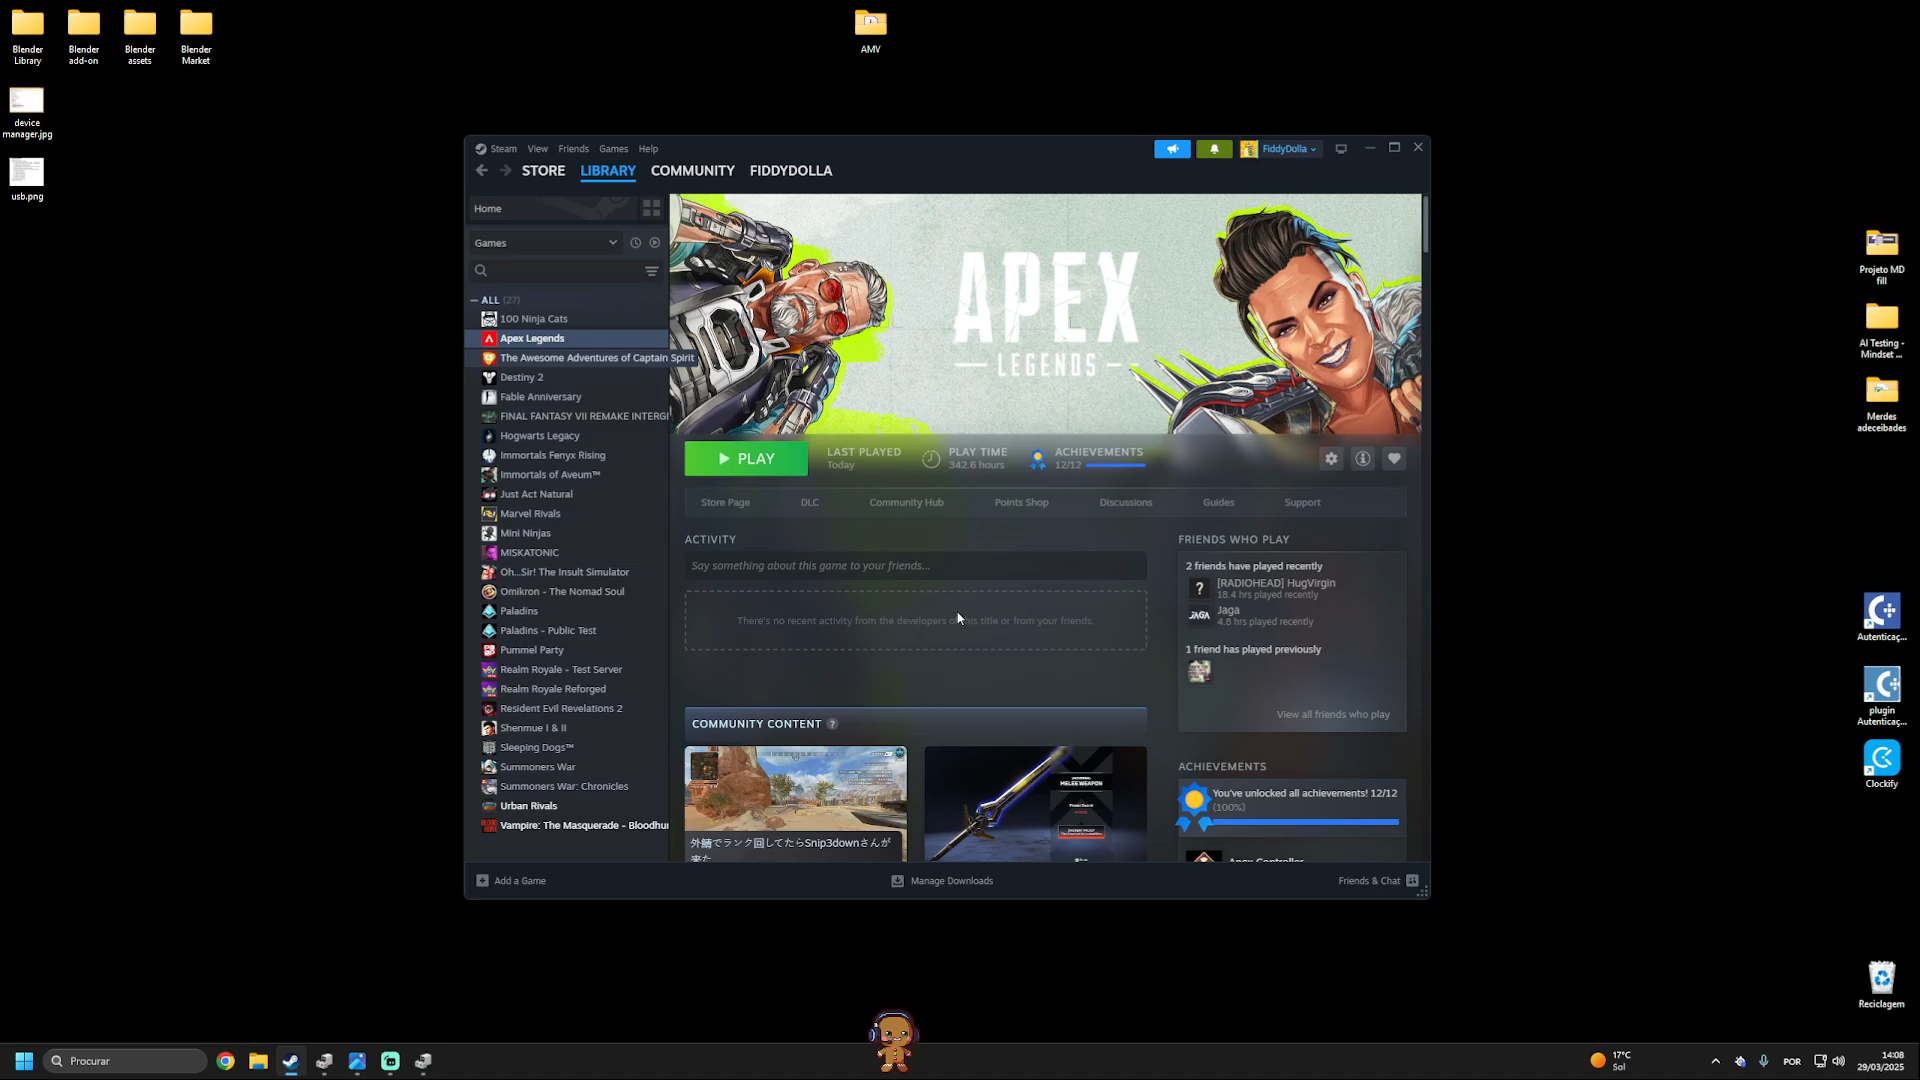 Blender Library
Blender add-on
Blender assets
Blender Market
AMV
device manager.jpg
usb.png
Steam View Friends Games Help
FiddyDolla
STORE LIBRARY COMMUNITY FIDDYDOLLA
Home
Games
ALL (27)
100 Ninja Cats
Apex Legends
The Awesome Adventures of Captain Spirit
Destiny 2
Fable Anniversary
FINAL FANTASY VII REMAKE INTERG
Hogwarts Legacy
Immortals Fenyx Rising
Immortals of Aveum™
Just Act Natural
Marvel Rivals
Mini Ninjas
MISKATONIC
Oh...Sir! The Insult Simulator
Omikron - The Nomad Soul
Paladins
Paladins - Public Test
Pummel Party
Realm Royale - Test Server
Realm Royale Reforged
Resident Evil Revelations 2
Shenmue I & II
Sleeping Dogs™
Summoners War
Summoners War: Chronicles
Urban Rivals
Vampire: The Masquerade - Bloodhu
APEX
LEGENDS
PLAY
LAST PLAYED
Today
PLAY TIME
342.6 hours
ACHIEVEMENTS
12/12
Store Page DLC Community Hub Points Shop Discussions Guides Support
ACTIVITY
Say something about this game to your friends...
There's no recent activity from the developers of this title or from your friends.
COMMUNITY CONTENT ?
外鯖でランク回してたらSnip3downさんが
来た
MELEE WEAPON
FRIENDS WHO PLAY
2 friends have played recently
?
[RADIOHEAD] HugVirgin
18.4 hrs played recently
JAGA
Jaga
4.8 hrs played recently
1 friend has played previously
View all friends who play
ACHIEVEMENTS
You've unlocked all achievements! 12/12
(100%)
Apex Controller
Add a Game
Manage Downloads
Friends & Chat
Projeto MD fill
AI Testing - Mindset ...
Merdes adeceibades
Autenticaç...
plugin Autenticaç...
Clockify
Reciclagem
Procurar
17°C
Sol
POR
14:08
29/03/2025